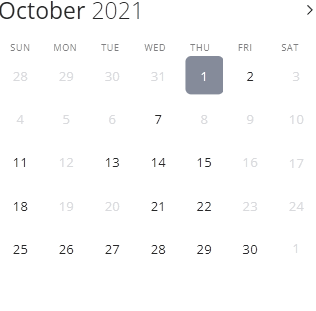 October 2021
SUN MON TUE WED THU FRI SAT
28 29 30 31 1 2 3
4 5 6 7 8 9 10
11 12 13 14 15 16 17
18 19 20 21 22 23 24
25 26 27 28 29 30 1